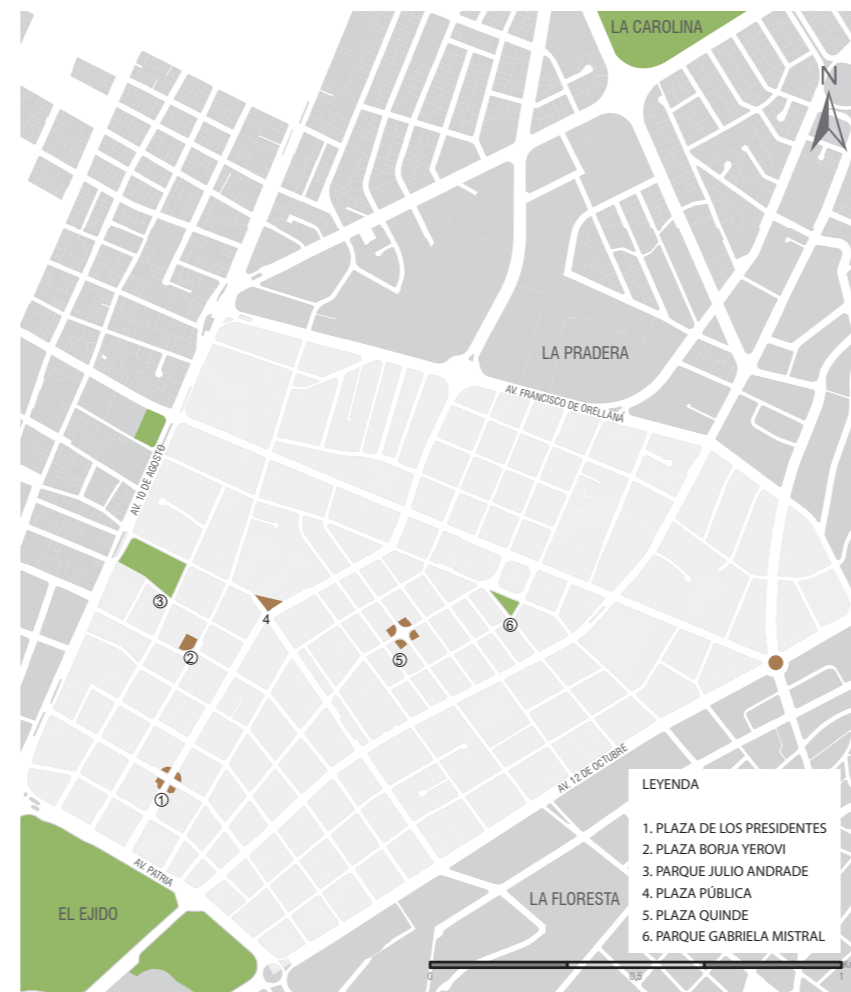 LA CAROLINA
N
LA PRADERA
AV. FRANCISCO DE ORELLANA
AV. 10 DE AGOSTO
3
4
6
2
5
AV. 12 DE OCTUBRE
1
LEYENDA
1. PLAZA DE LOS PRESIDENTES
2. PLAZA BORJA YEROVI
3. PARQUE JULIO ANDRADE
4. PLAZA PÚBLICA
5. PLAZA QUINDE
6. PARQUE GABRIELA MISTRAL
AV. PATRIA
LA FLORESTA
EL EJIDO
0 0,5 1